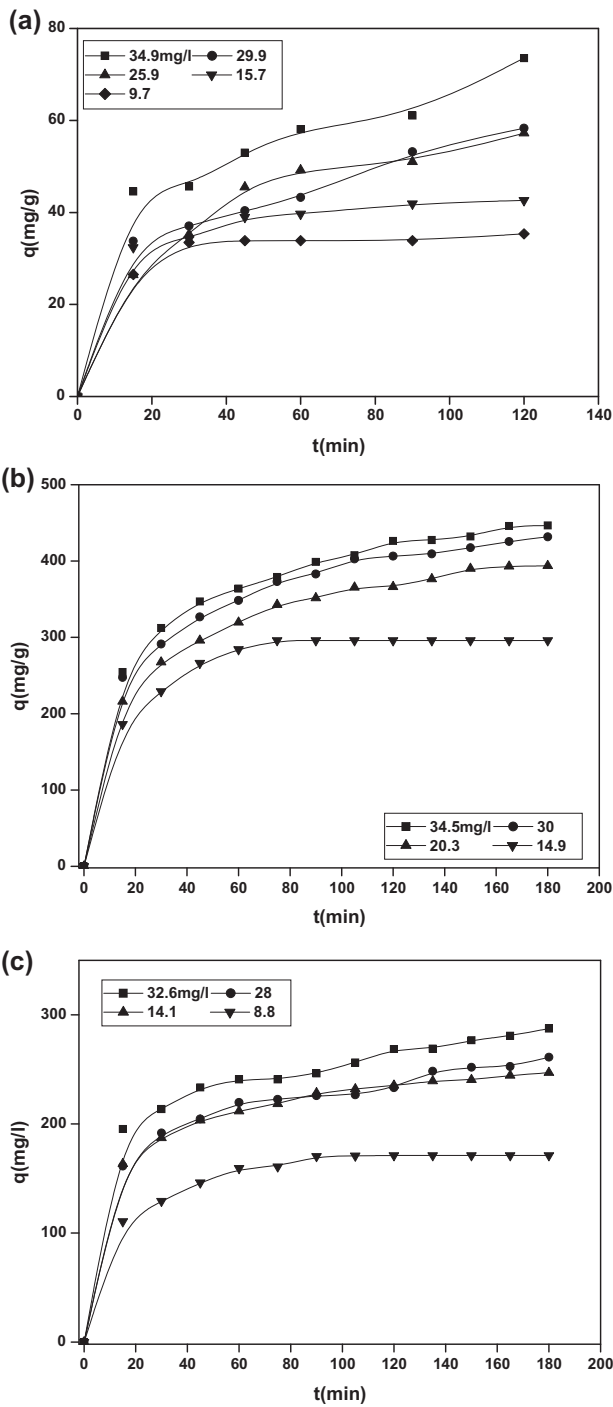 (a)
34.9mg/l 29.9
25.9 15.7
9.7
80
60
40
20
0
q(mg/g)
0 20 40 60 80 100 120 140
t(min)
(b)
500
400
300
200
100
0
q(mg/g)
34.5mg/l 30
20.3 14.9
0 20 40 60 80 100 120 140 160 180 200
t(min)
(c)
32.6mg/l 28
14.1 8.8
300
200
100
0
q(mg/l)
0 20 40 60 80 100 120 140 160 180 200
t(min)